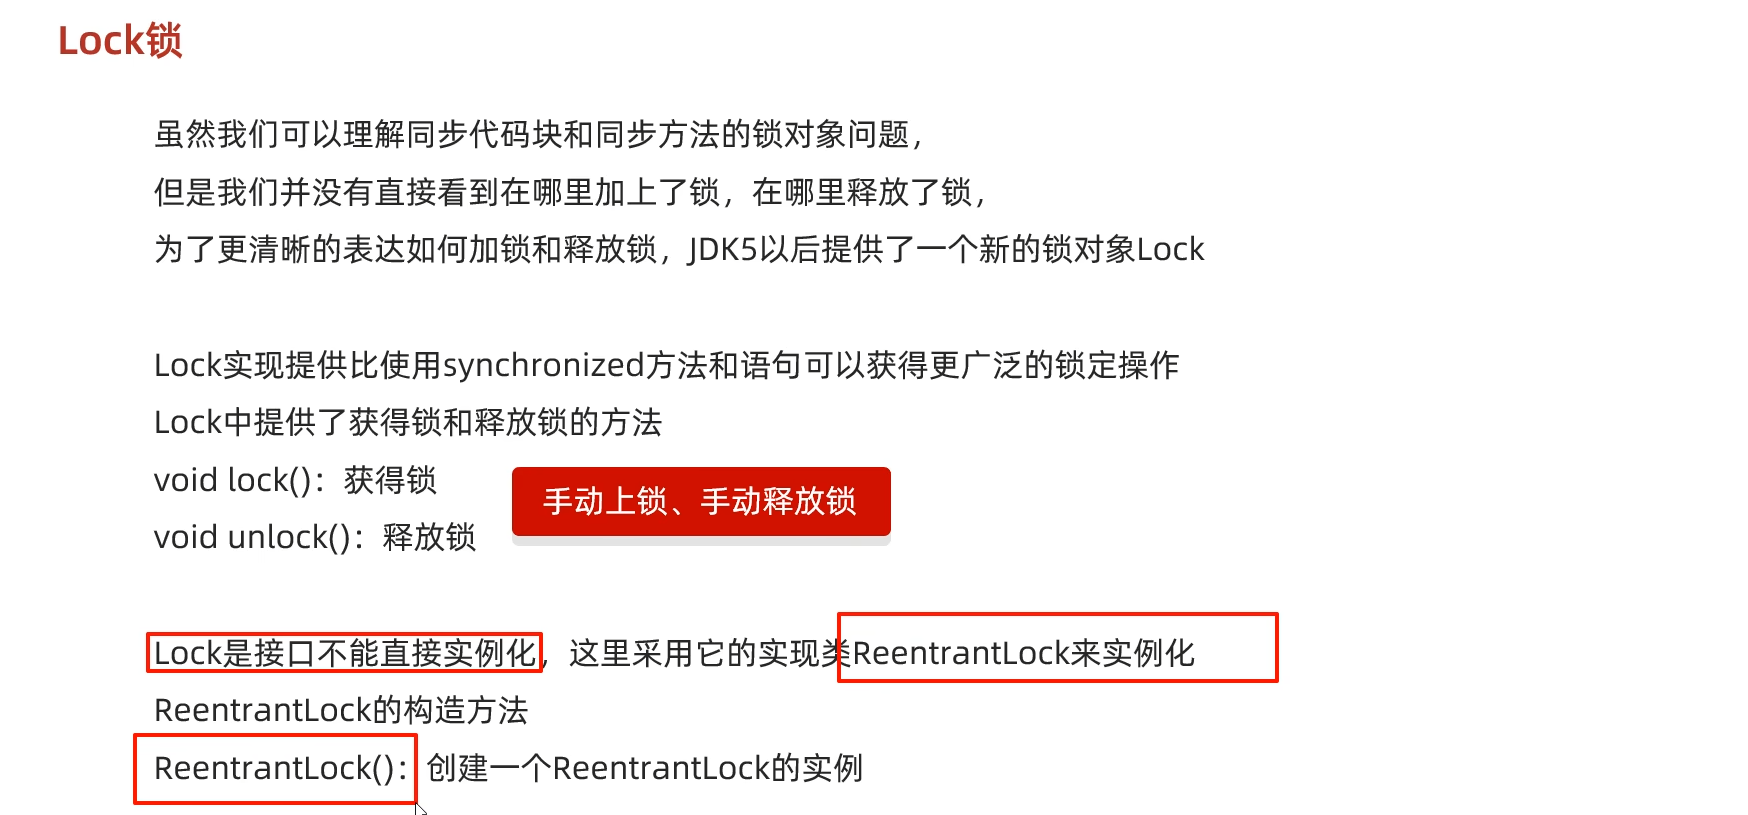 Lock锁
虽然我们可以理解同步代码块和同步方法的锁对象问题，
但是我们并没有直接看到在哪里加上了锁，在哪里释放了锁，
为了更清晰的表达如何加锁和释放锁，JDK5以后提供了一个新的锁对象Lock
Lock实现提供比使用synchronized方法和语句可以获得更广泛的锁定操作
Lock中提供了获得锁和释放锁的方法
void lock()：获得锁
手动上锁、手动释放锁
void unlock()：释放锁
Lock是接口不能直接实例化，这里采用它的实现类ReentrantLock来实例化
ReentrantLock的构造方法
ReentrantLock()：创建一个ReentrantLock的实例